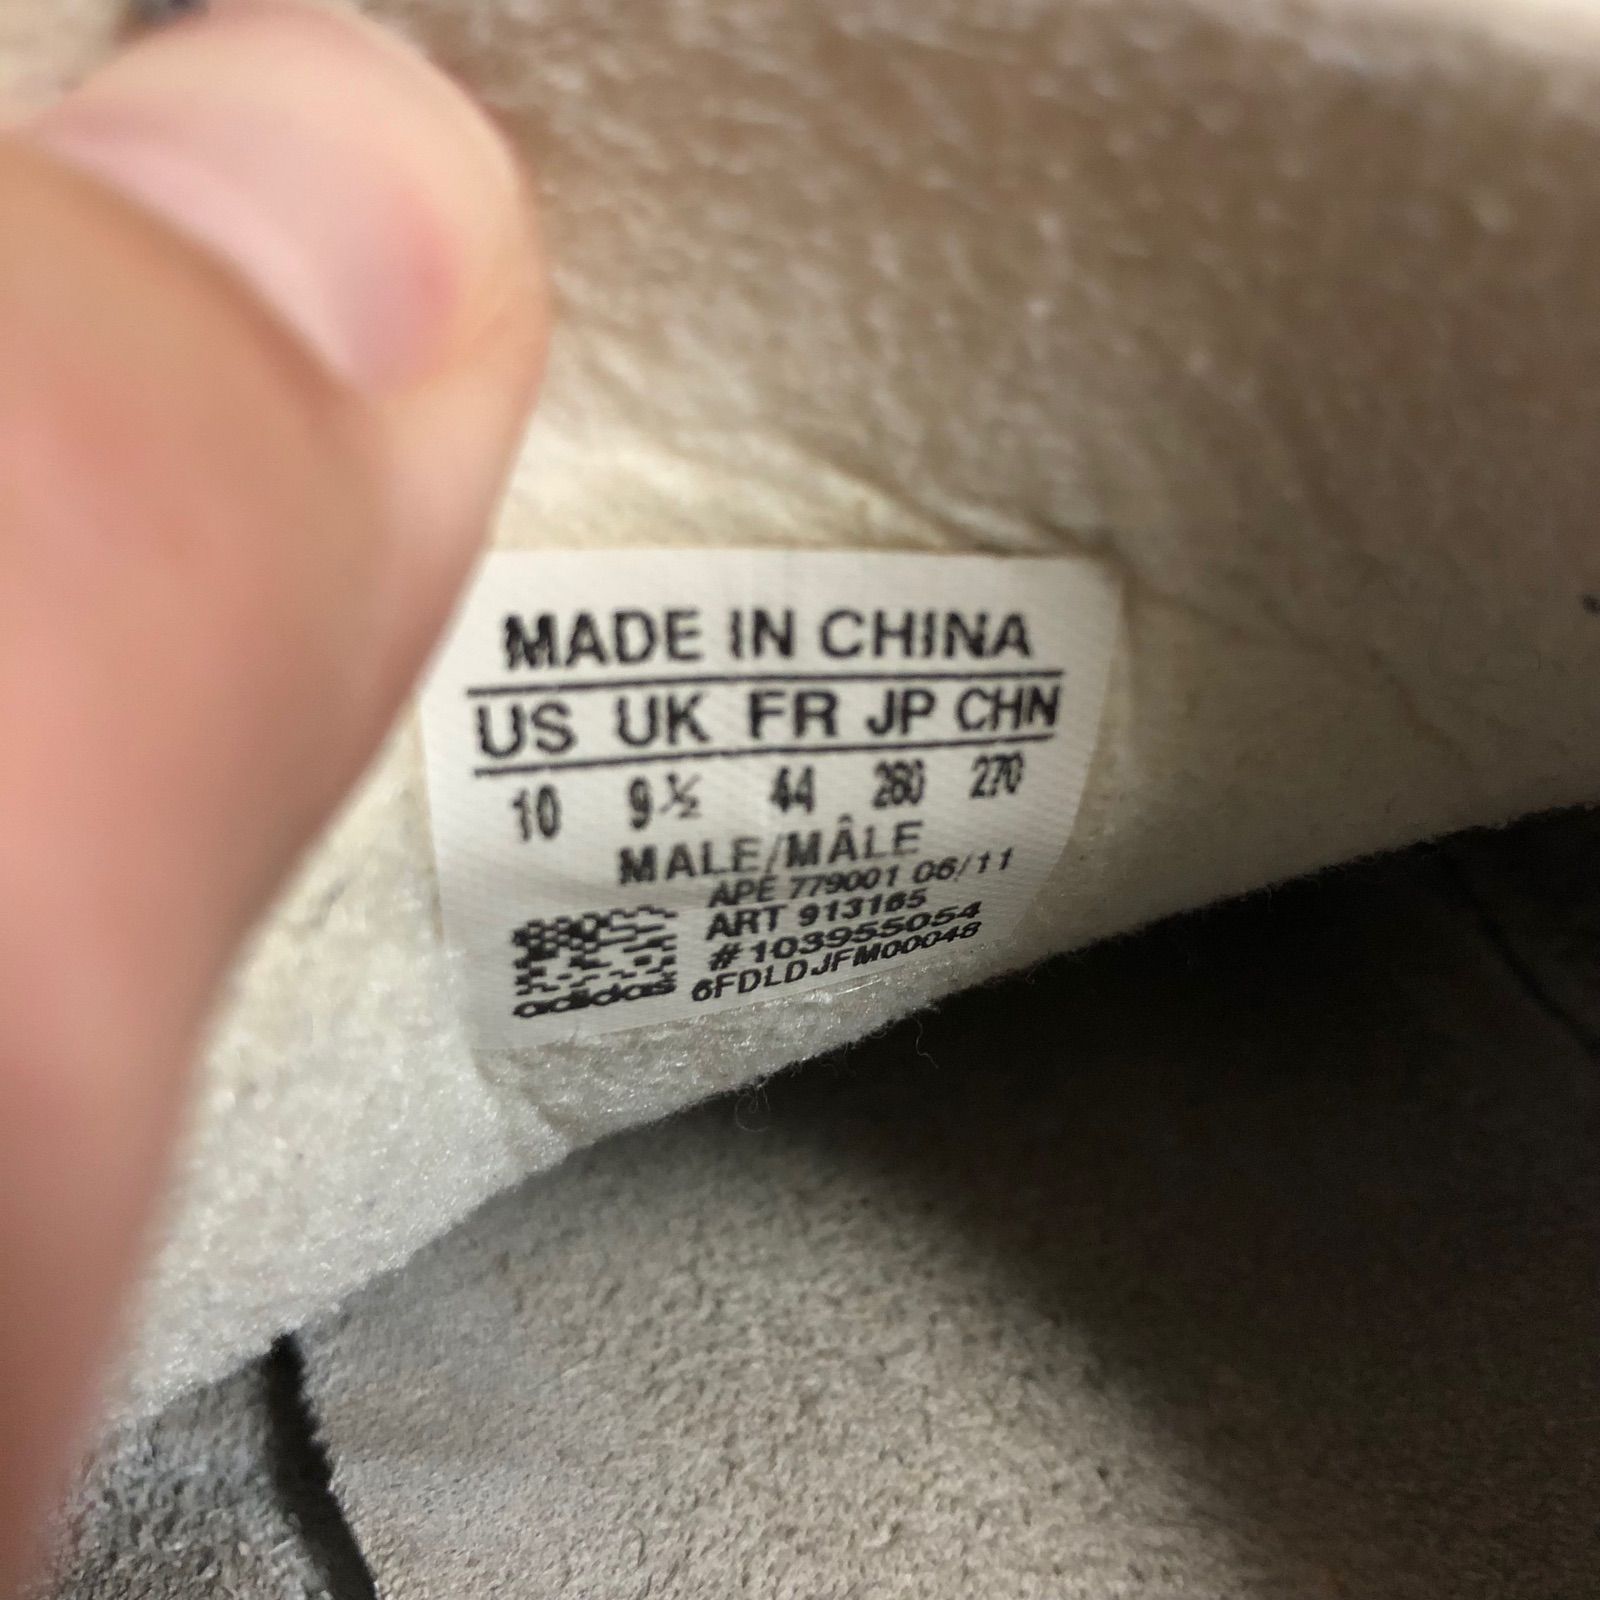 MADE IN CHINA
US UK FR JP CHN
10 9½ 44 280 270
MALE/MÂLE
APE 779001 06/11
ART 913165
#103955054
6FDLDJFM00048
adidas